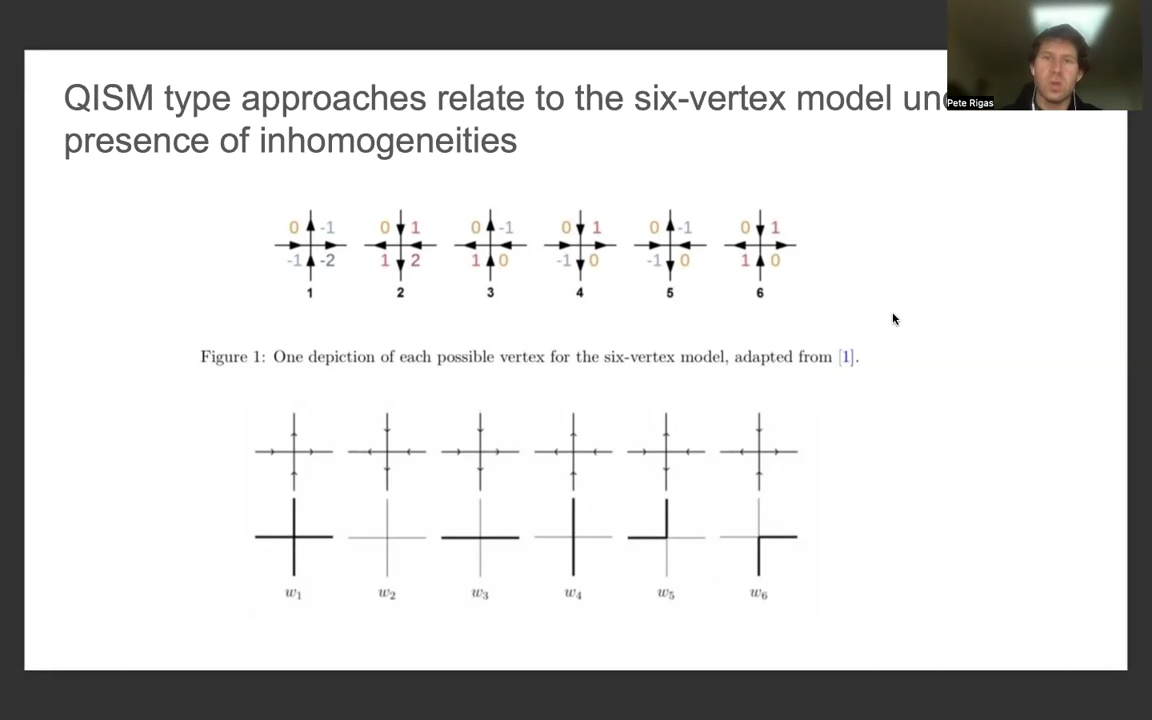 QISM type approaches relate to the six-vertex model
presence of inhomogeneities
Pete Rigas
0 -1 0 1 0 -1 0 1 0 -1 0 1
-1 -2 1 2 1 0 -1 0 -1 0 1 0
1 2 3 4 5 6
Figure 1: One depiction of each possible vertex for the six-vertex model, adapted from [1].
w1 w2 w3 w4 w5 w6